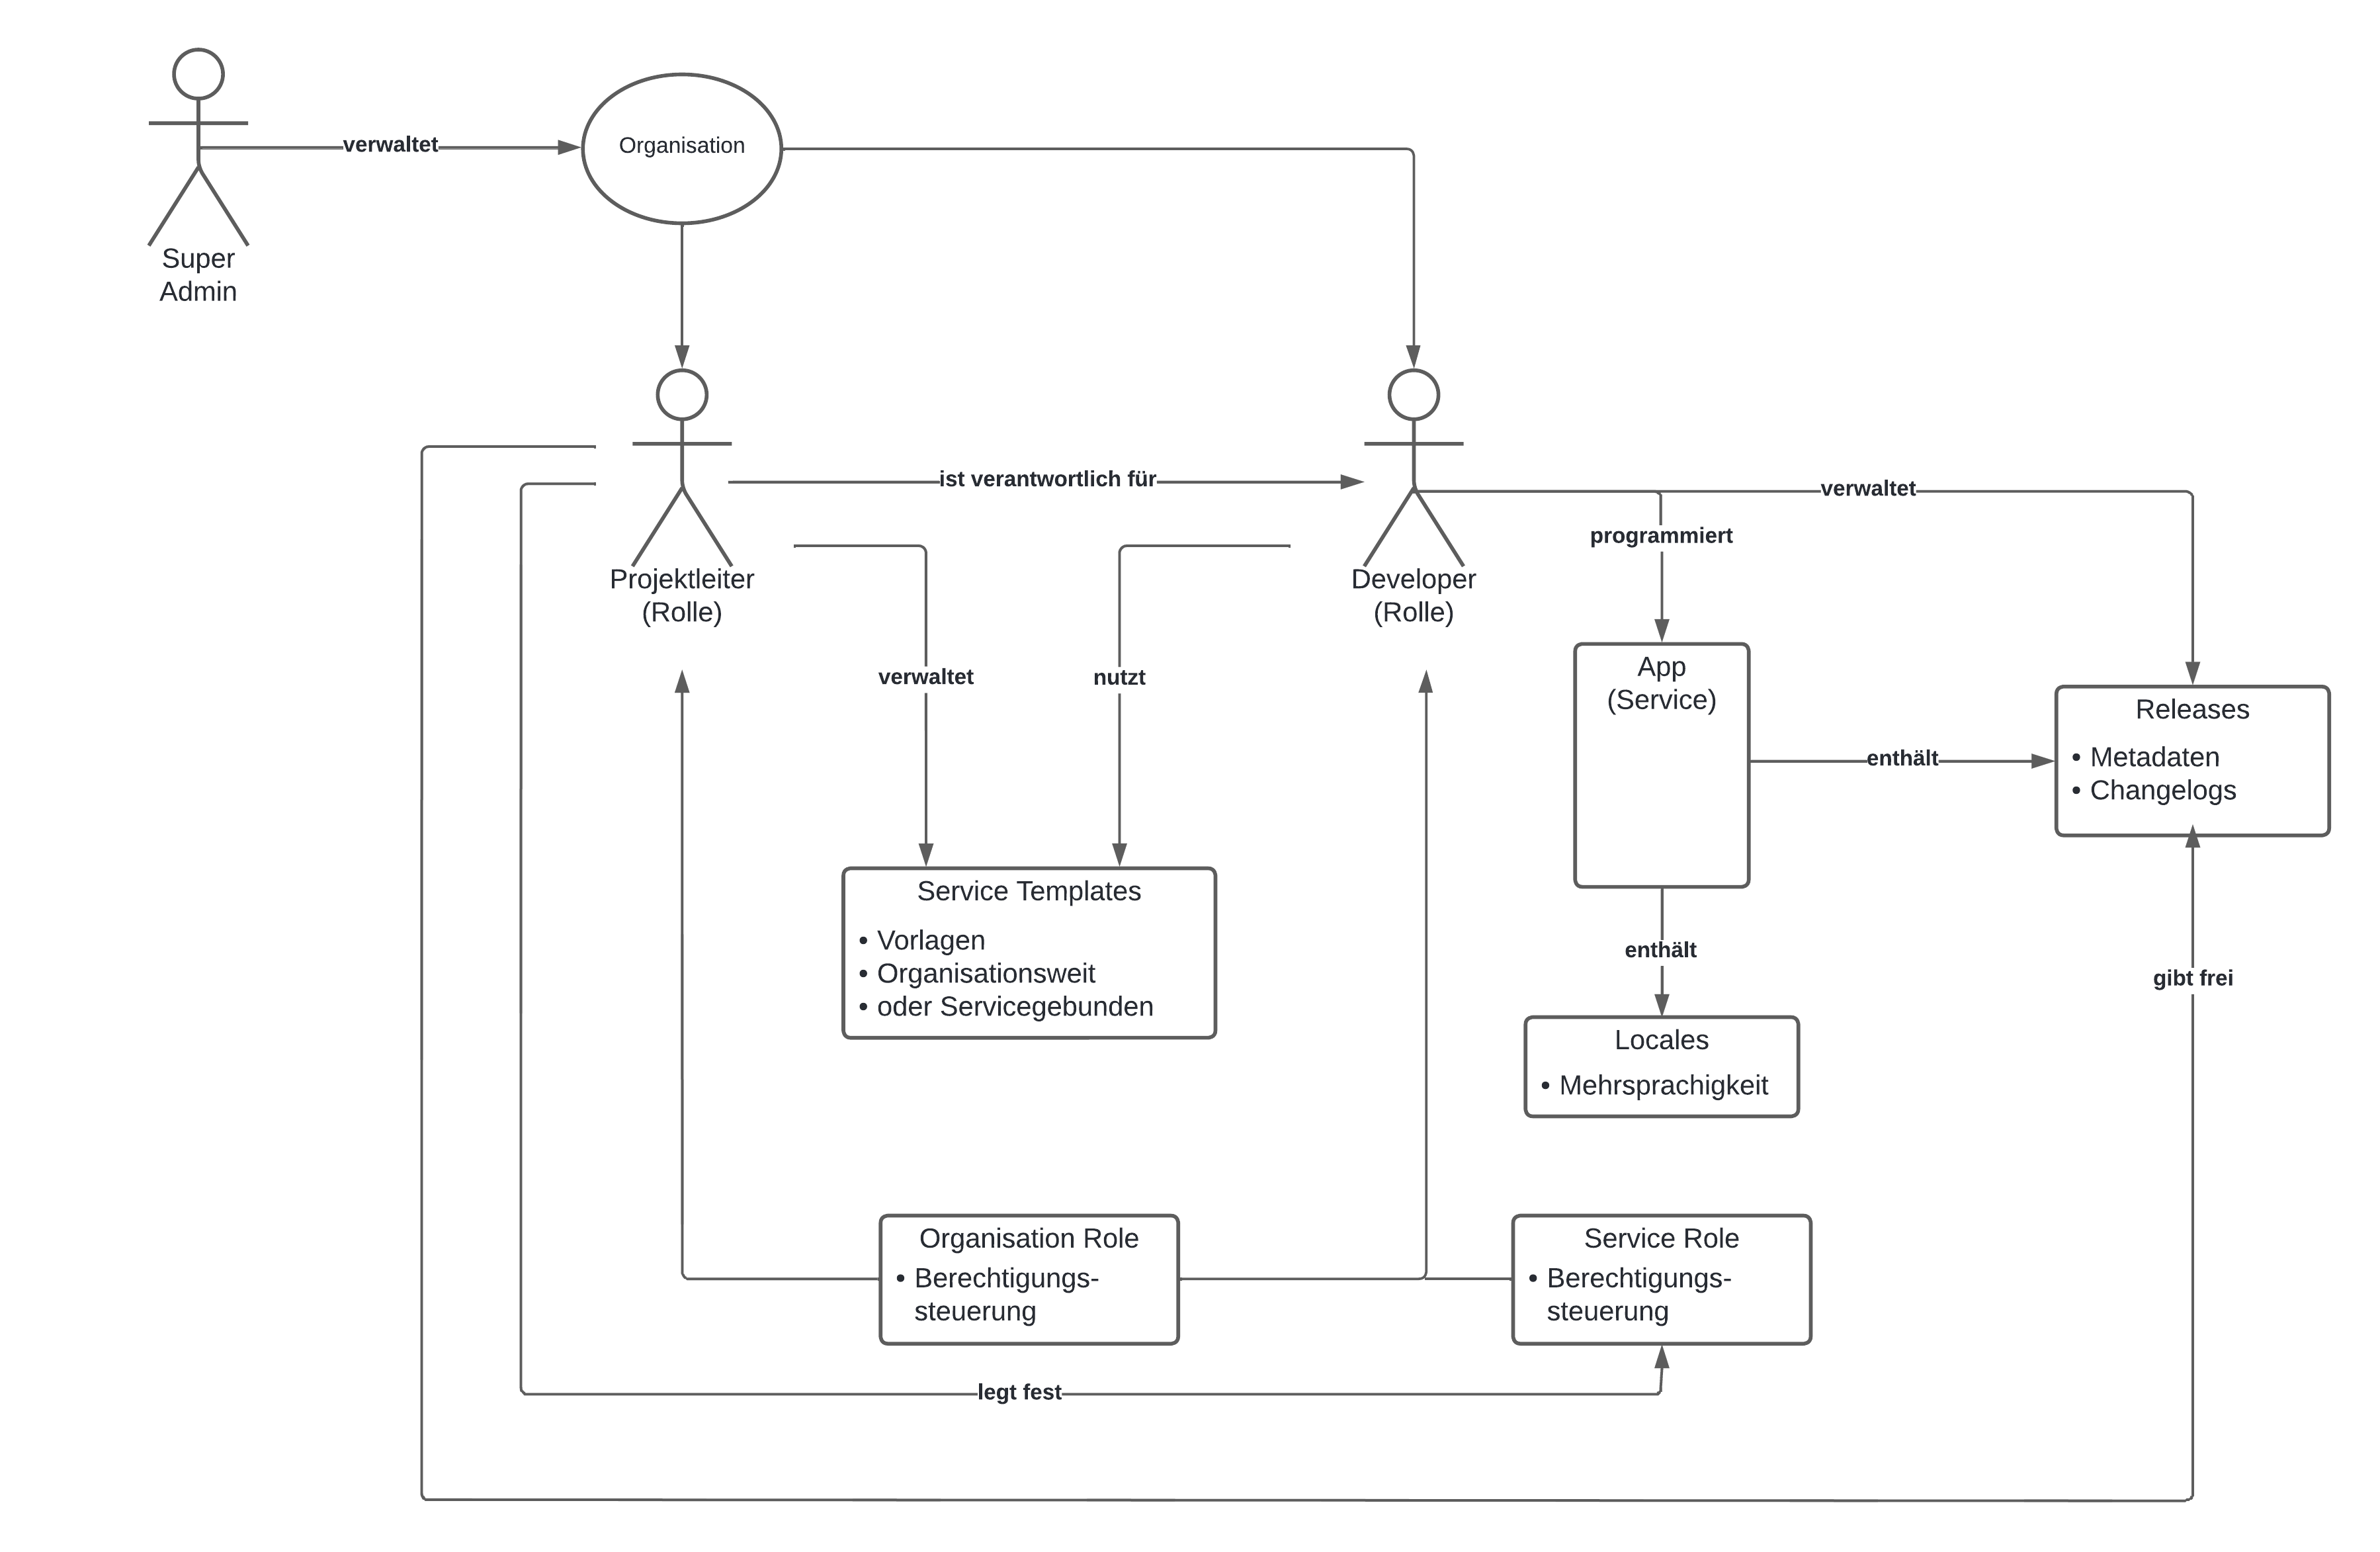 verwaltet
Organisation
Super
Admin
ist verantwortlich für
verwaltet
programmiert
Projektleiter
(Rolle)
Developer
(Rolle)
verwaltet
nutzt
App
(Service)
Releases
• Metadaten
• Changelogs
enthält
Service Templates
• Vorlagen
• Organisationsweit
• oder Servicegebunden
enthält
gibt frei
Locales
• Mehrsprachigkeit
Organisation Role
• Berechtigungs-
steuerung
Service Role
• Berechtigungs-
steuerung
legt fest